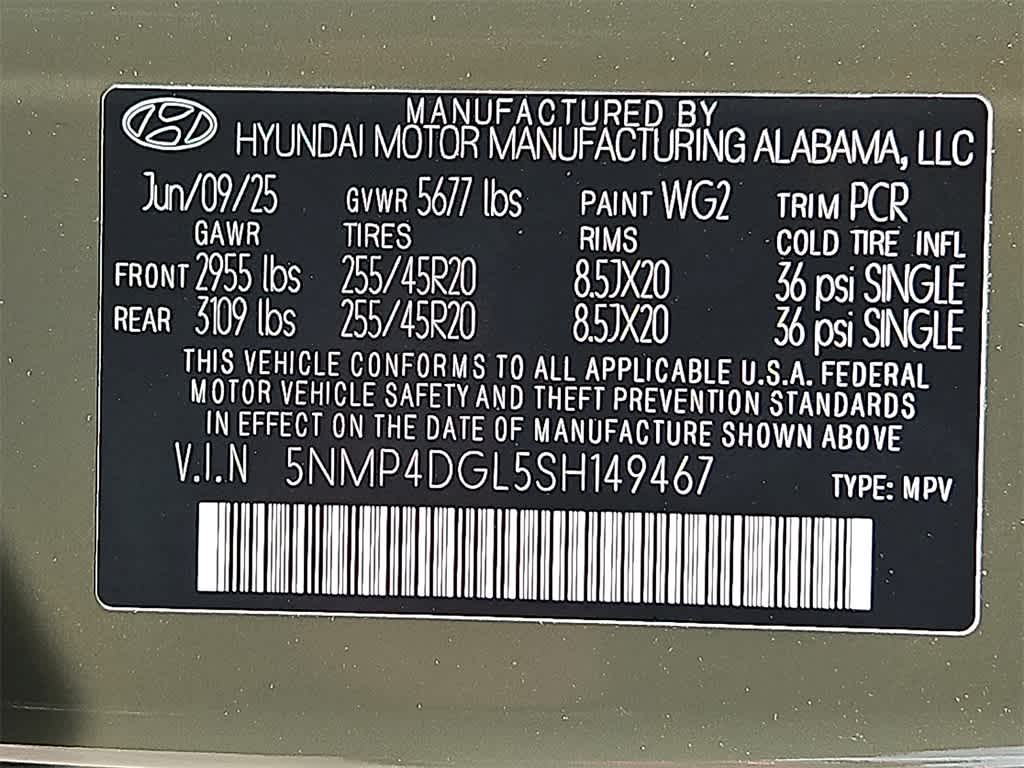 MANUFACTURED BY
HYUNDAI MOTOR MANUFACTURING ALABAMA, LLC
Jun/09/25 GVWR 5677 lbs PAINT WG2 TRIM PCR
GAWR TIRES RIMS COLD TIRE INFL
FRONT 2955 lbs 255/45R20 8.5JX20 36 psi SINGLE
REAR 3109 lbs 255/45R20 8.5JX20 36 psi SINGLE
THIS VEHICLE CONFORMS TO ALL APPLICABLE U.S.A. FEDERAL
MOTOR VEHICLE SAFETY AND THEFT PREVENTION STANDARDS
IN EFFECT ON THE DATE OF MANUFACTURE SHOWN ABOVE
V.I.N 5NMP4DGL5SH149467 TYPE: MPV